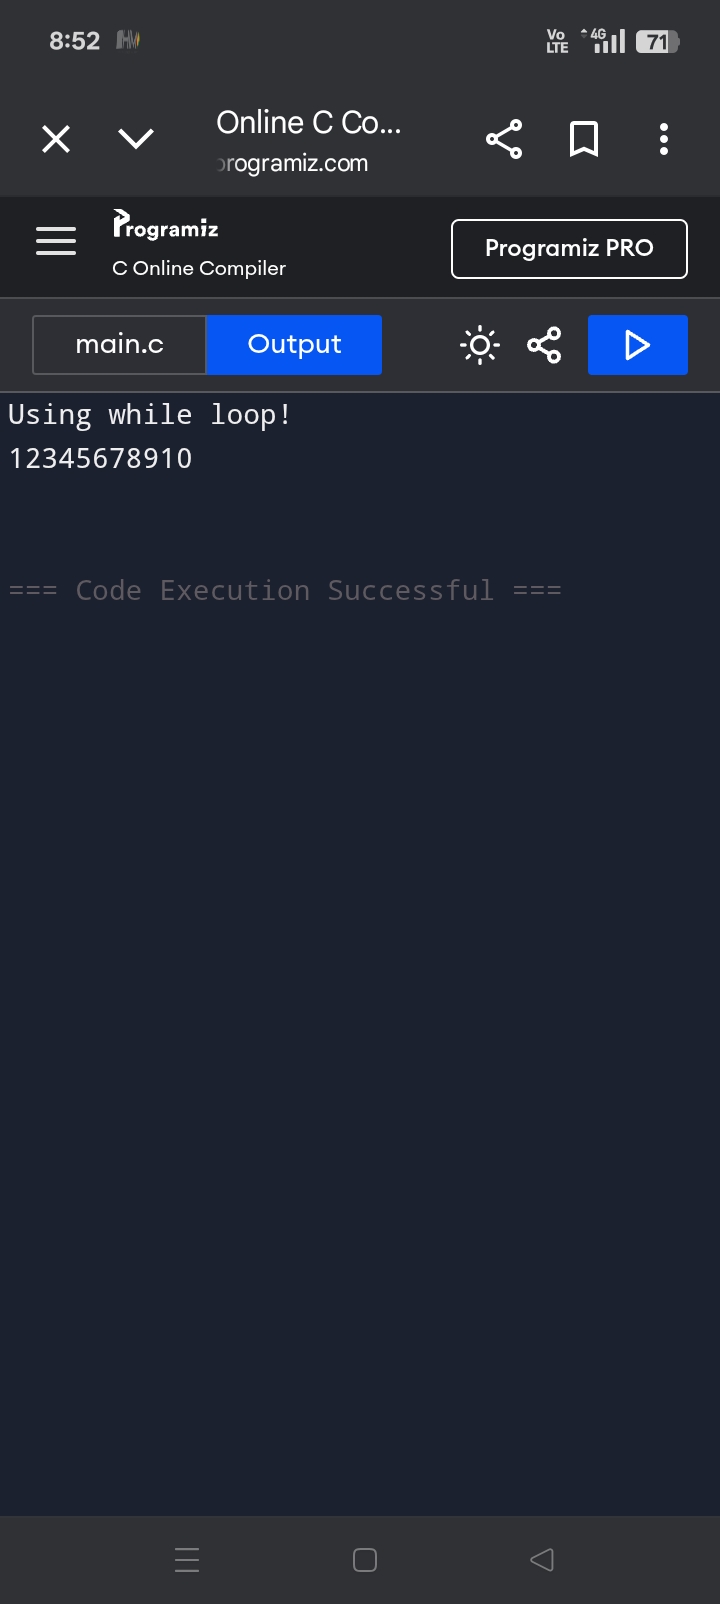 8:52
Vo
LTE
4G
71
Online C Co...
programiz.com
Programiz
C Online Compiler
Programiz PRO
main.c
Output
Using while loop!
12345678910
=== Code Execution Successful ===